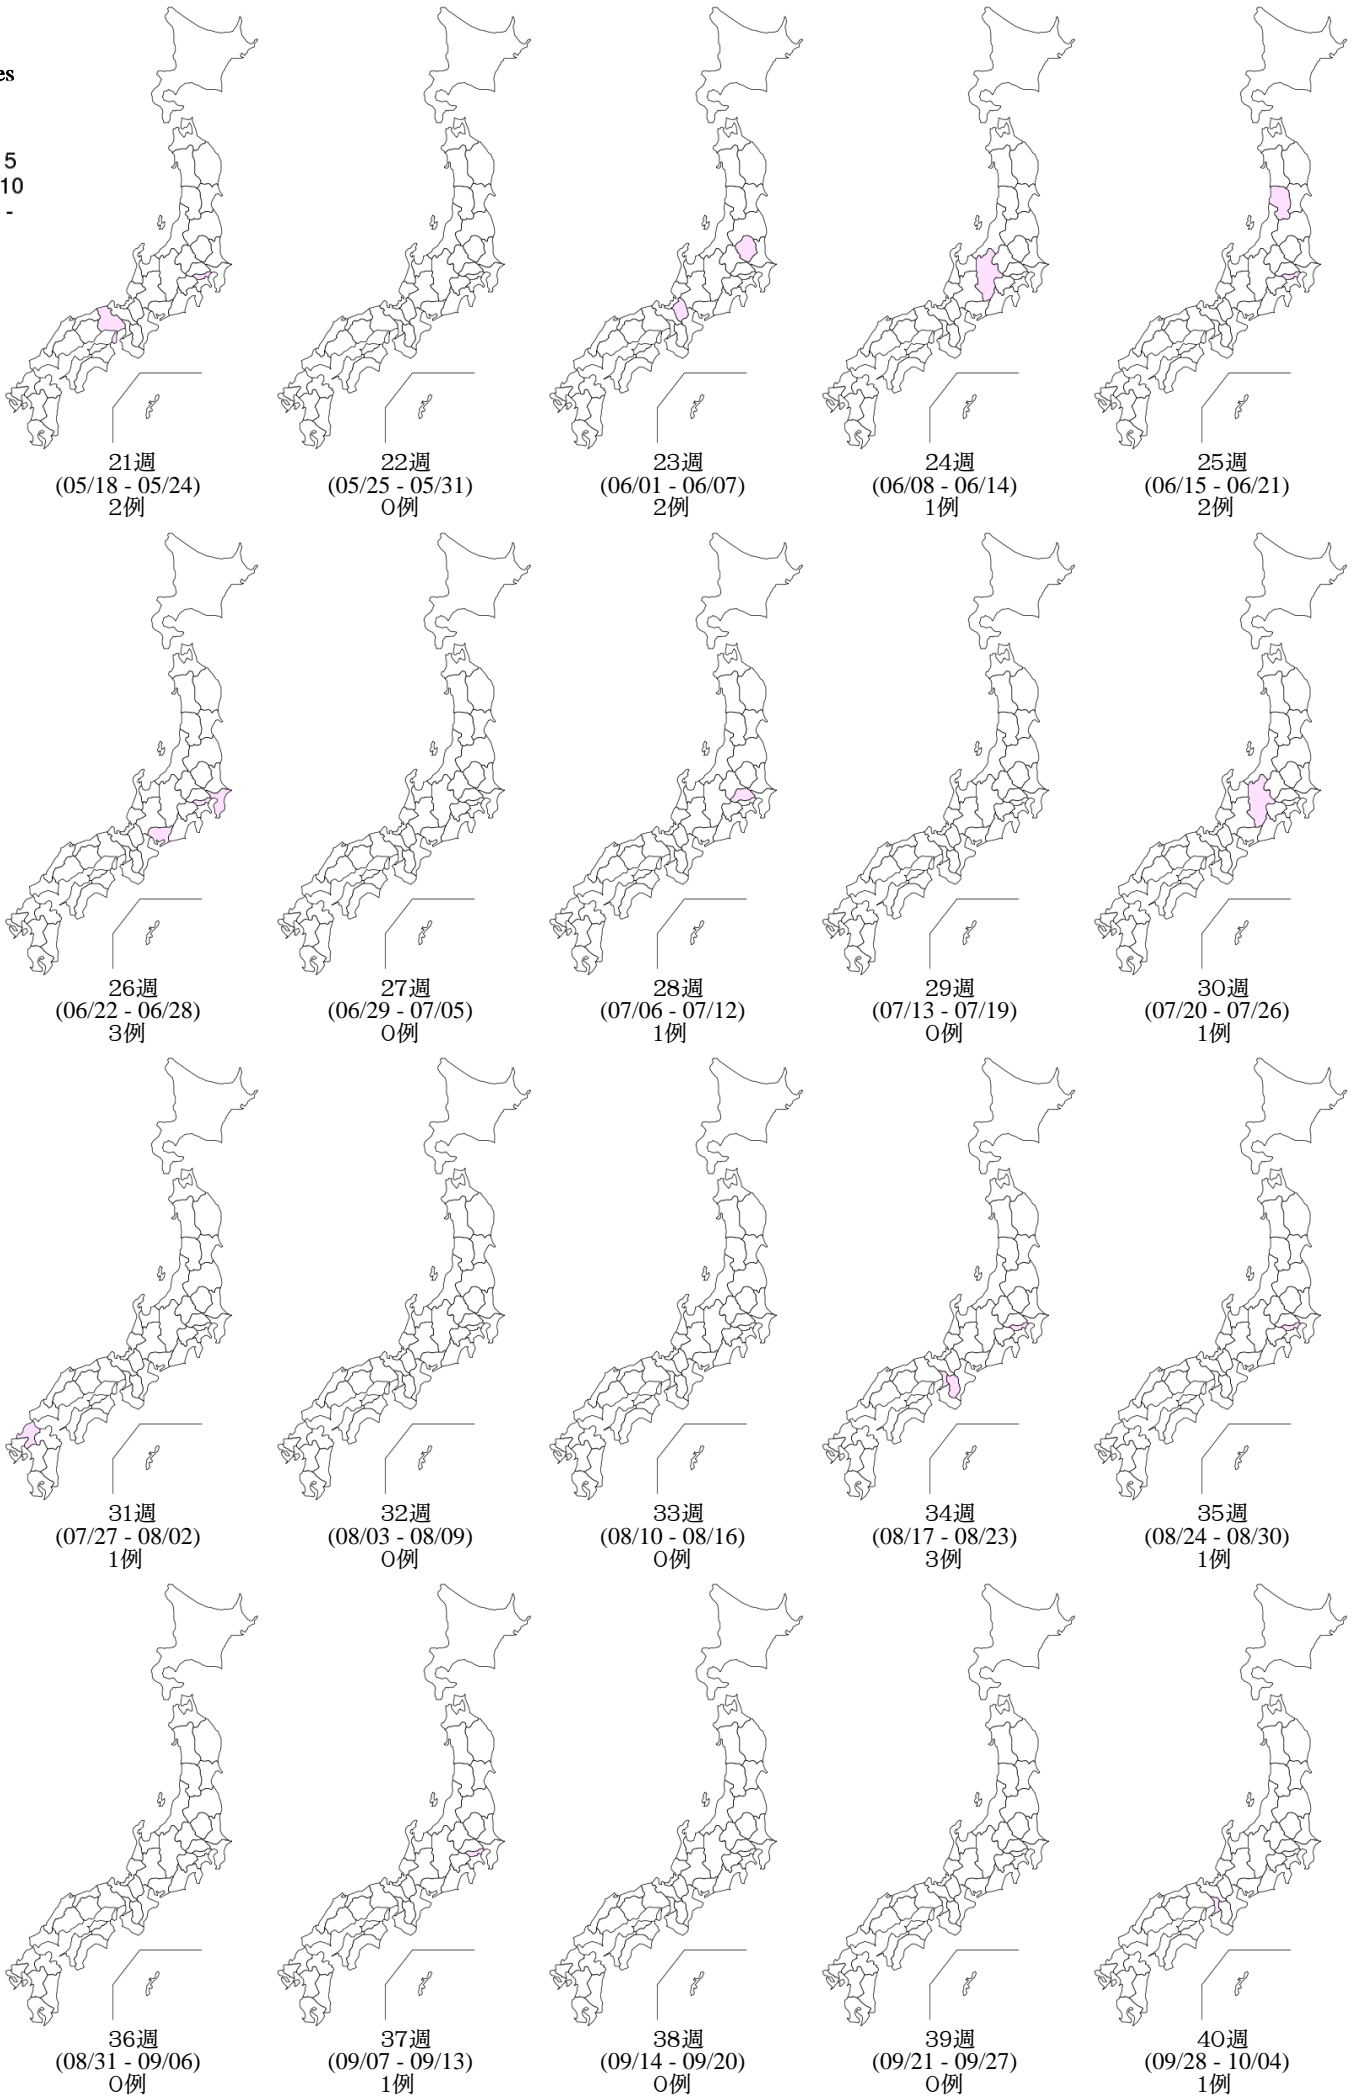 es
5
10
-
21週
(05/18 - 05/24)
2例
22週
(05/25 - 05/31)
0例
23週
(06/01 - 06/07)
2例
24週
(06/08 - 06/14)
1例
25週
(06/15 - 06/21)
2例
26週
(06/22 - 06/28)
3例
27週
(06/29 - 07/05)
0例
28週
(07/06 - 07/12)
1例
29週
(07/13 - 07/19)
0例
30週
(07/20 - 07/26)
1例
31週
(07/27 - 08/02)
1例
32週
(08/03 - 08/09)
0例
33週
(08/10 - 08/16)
0例
34週
(08/17 - 08/23)
3例
35週
(08/24 - 08/30)
1例
36週
(08/31 - 09/06)
0例
37週
(09/07 - 09/13)
1例
38週
(09/14 - 09/20)
0例
39週
(09/21 - 09/27)
0例
40週
(09/28 - 10/04)
1例